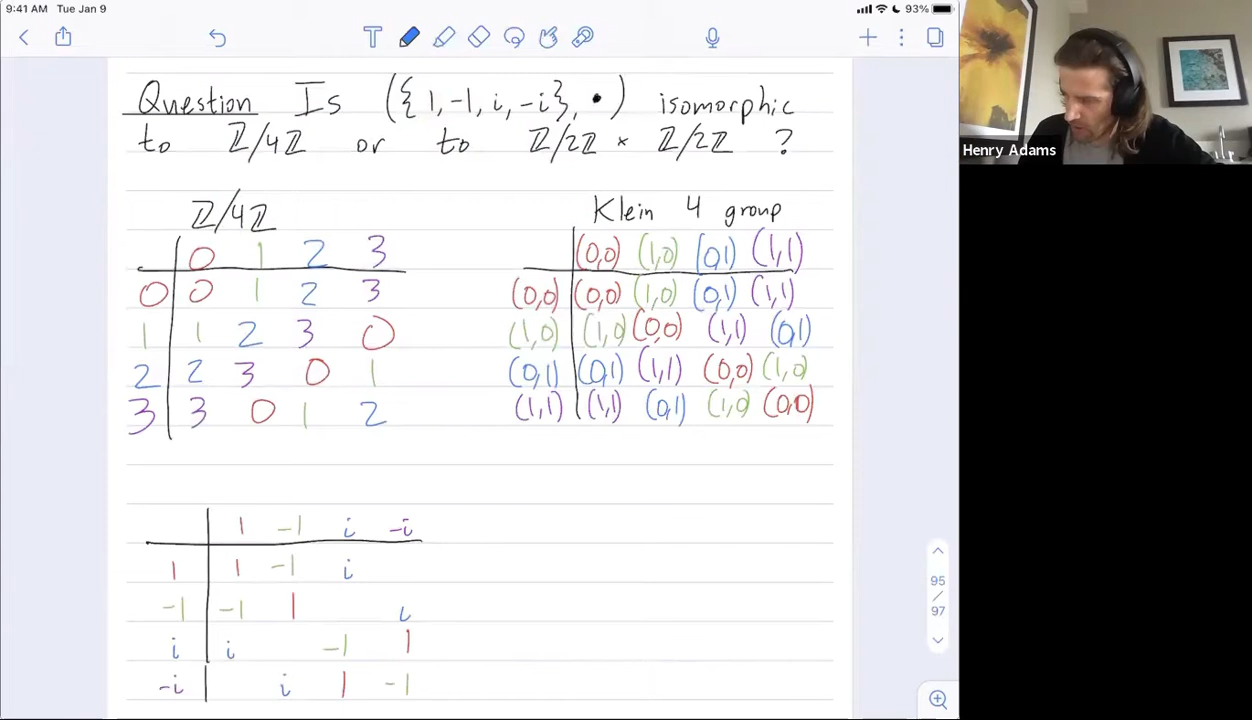 9:41 AM Tue Jan 9
93%
Question Is ({1, -1, i, -i}, •) isomorphic
to ℤ/4ℤ or to ℤ/2ℤ × ℤ/2ℤ ?
ℤ/4ℤ
0 1 2 3
0 0 1 2 3
1 1 2 3 0
2 2 3 0 1
3 3 0 1 2
Klein 4 group
(0,0) (1,0) (0,1) (1,1)
(0,0) (0,0) (1,0) (0,1) (1,1)
(1,0) (1,0) (0,0) (1,1) (0,1)
(0,1) (0,1) (1,1) (0,0) (1,0)
(1,1) (1,1) (0,1) (1,0) (0,0)
1 -1 i -i
1 1 -1 i
-1 -1 1 i
i i -1 1
-i i 1 -1
95
/
97
Henry Adams